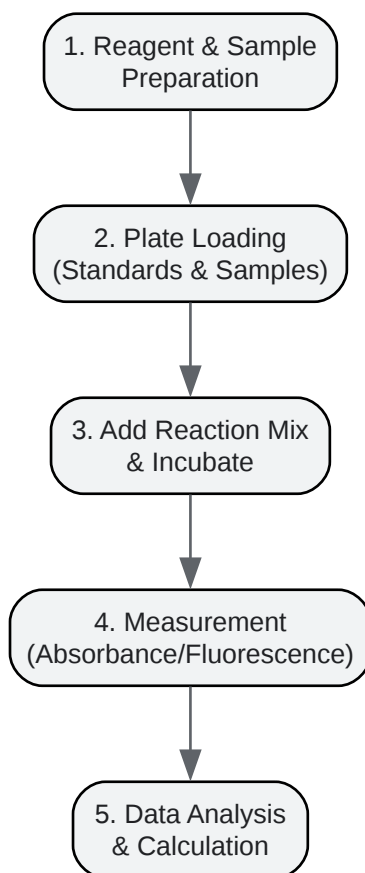 1. Reagent & Sample
Preparation
2. Plate Loading
(Standards & Samples)
3. Add Reaction Mix
& Incubate
4. Measurement
(Absorbance/Fluorescence)
5. Data Analysis
& Calculation